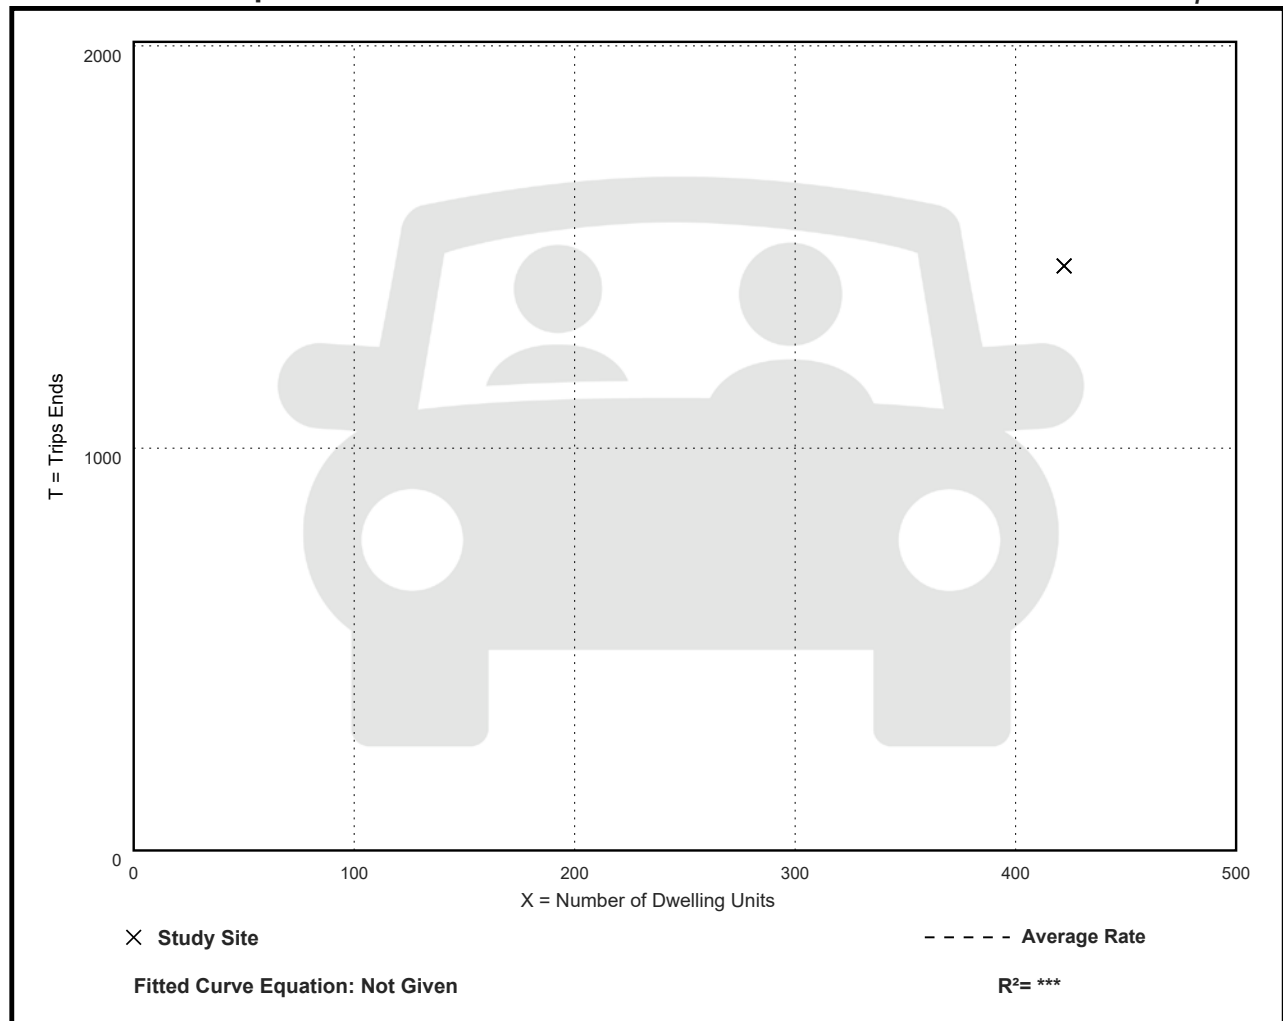 2000
1000
0
T = Trips Ends
0 100 200 300 400 500
X = Number of Dwelling Units
Study Site
Average Rate
Fitted Curve Equation: Not Given
R²= ***